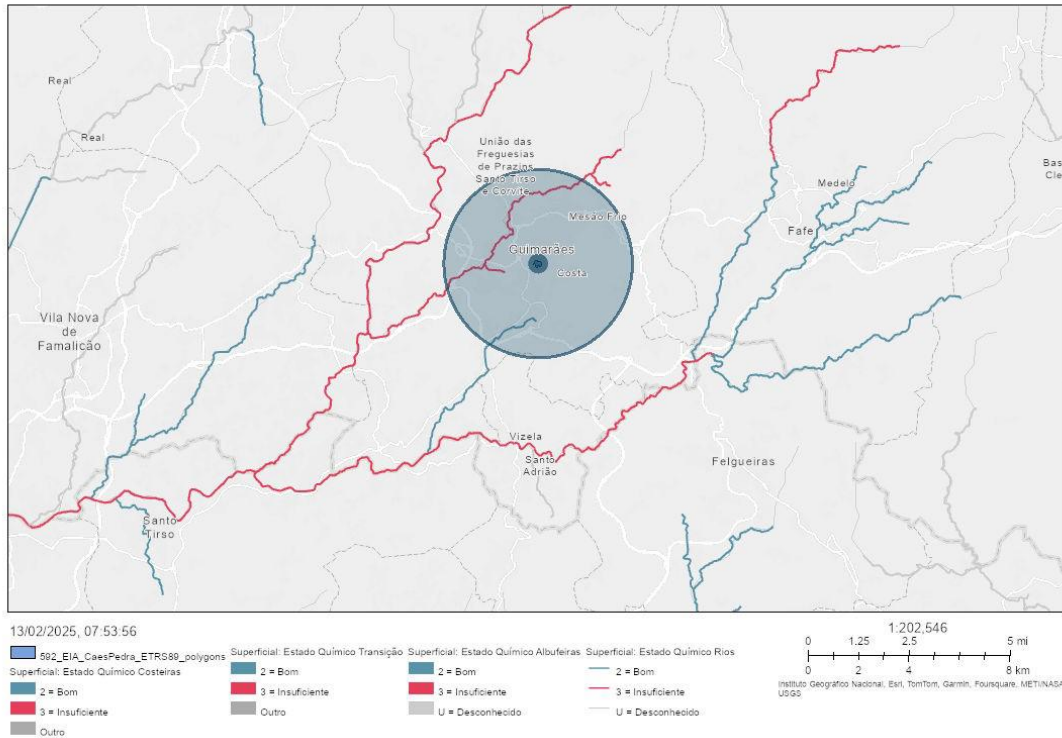 Real
Real
União das
Freguesias
de Prazins
Santo Tirso
e Corvite
Mesão Frio
Guimarães
Costa
Medelo
Fafe
Bas
Cle
Vila Nova
de
Famalicão
Vizela
Santo
Adrião
Felgueiras
Santo
Tirso
13/02/2025, 07:53:56
592_EIA_CaesPedra_ETRS89_polygons
Superficial: Estado Químico Costeiras
2 = Bom
3 = Insuficiente
Outro
Superficial: Estado Químico Transição
2 = Bom
3 = Insuficiente
Outro
Superficial: Estado Químico Albufeiras
2 = Bom
3 = Insuficiente
U = Desconhecido
Superficial: Estado Químico Rios
2 = Bom
3 = Insuficiente
U = Desconhecido
1:202,546
0 1.25 2.5 5 mi
0 2 4 8 km
Instituto Geográfico Nacional, Esri, TomTom, Garmin, Foursquare, METI/NASA
USGS